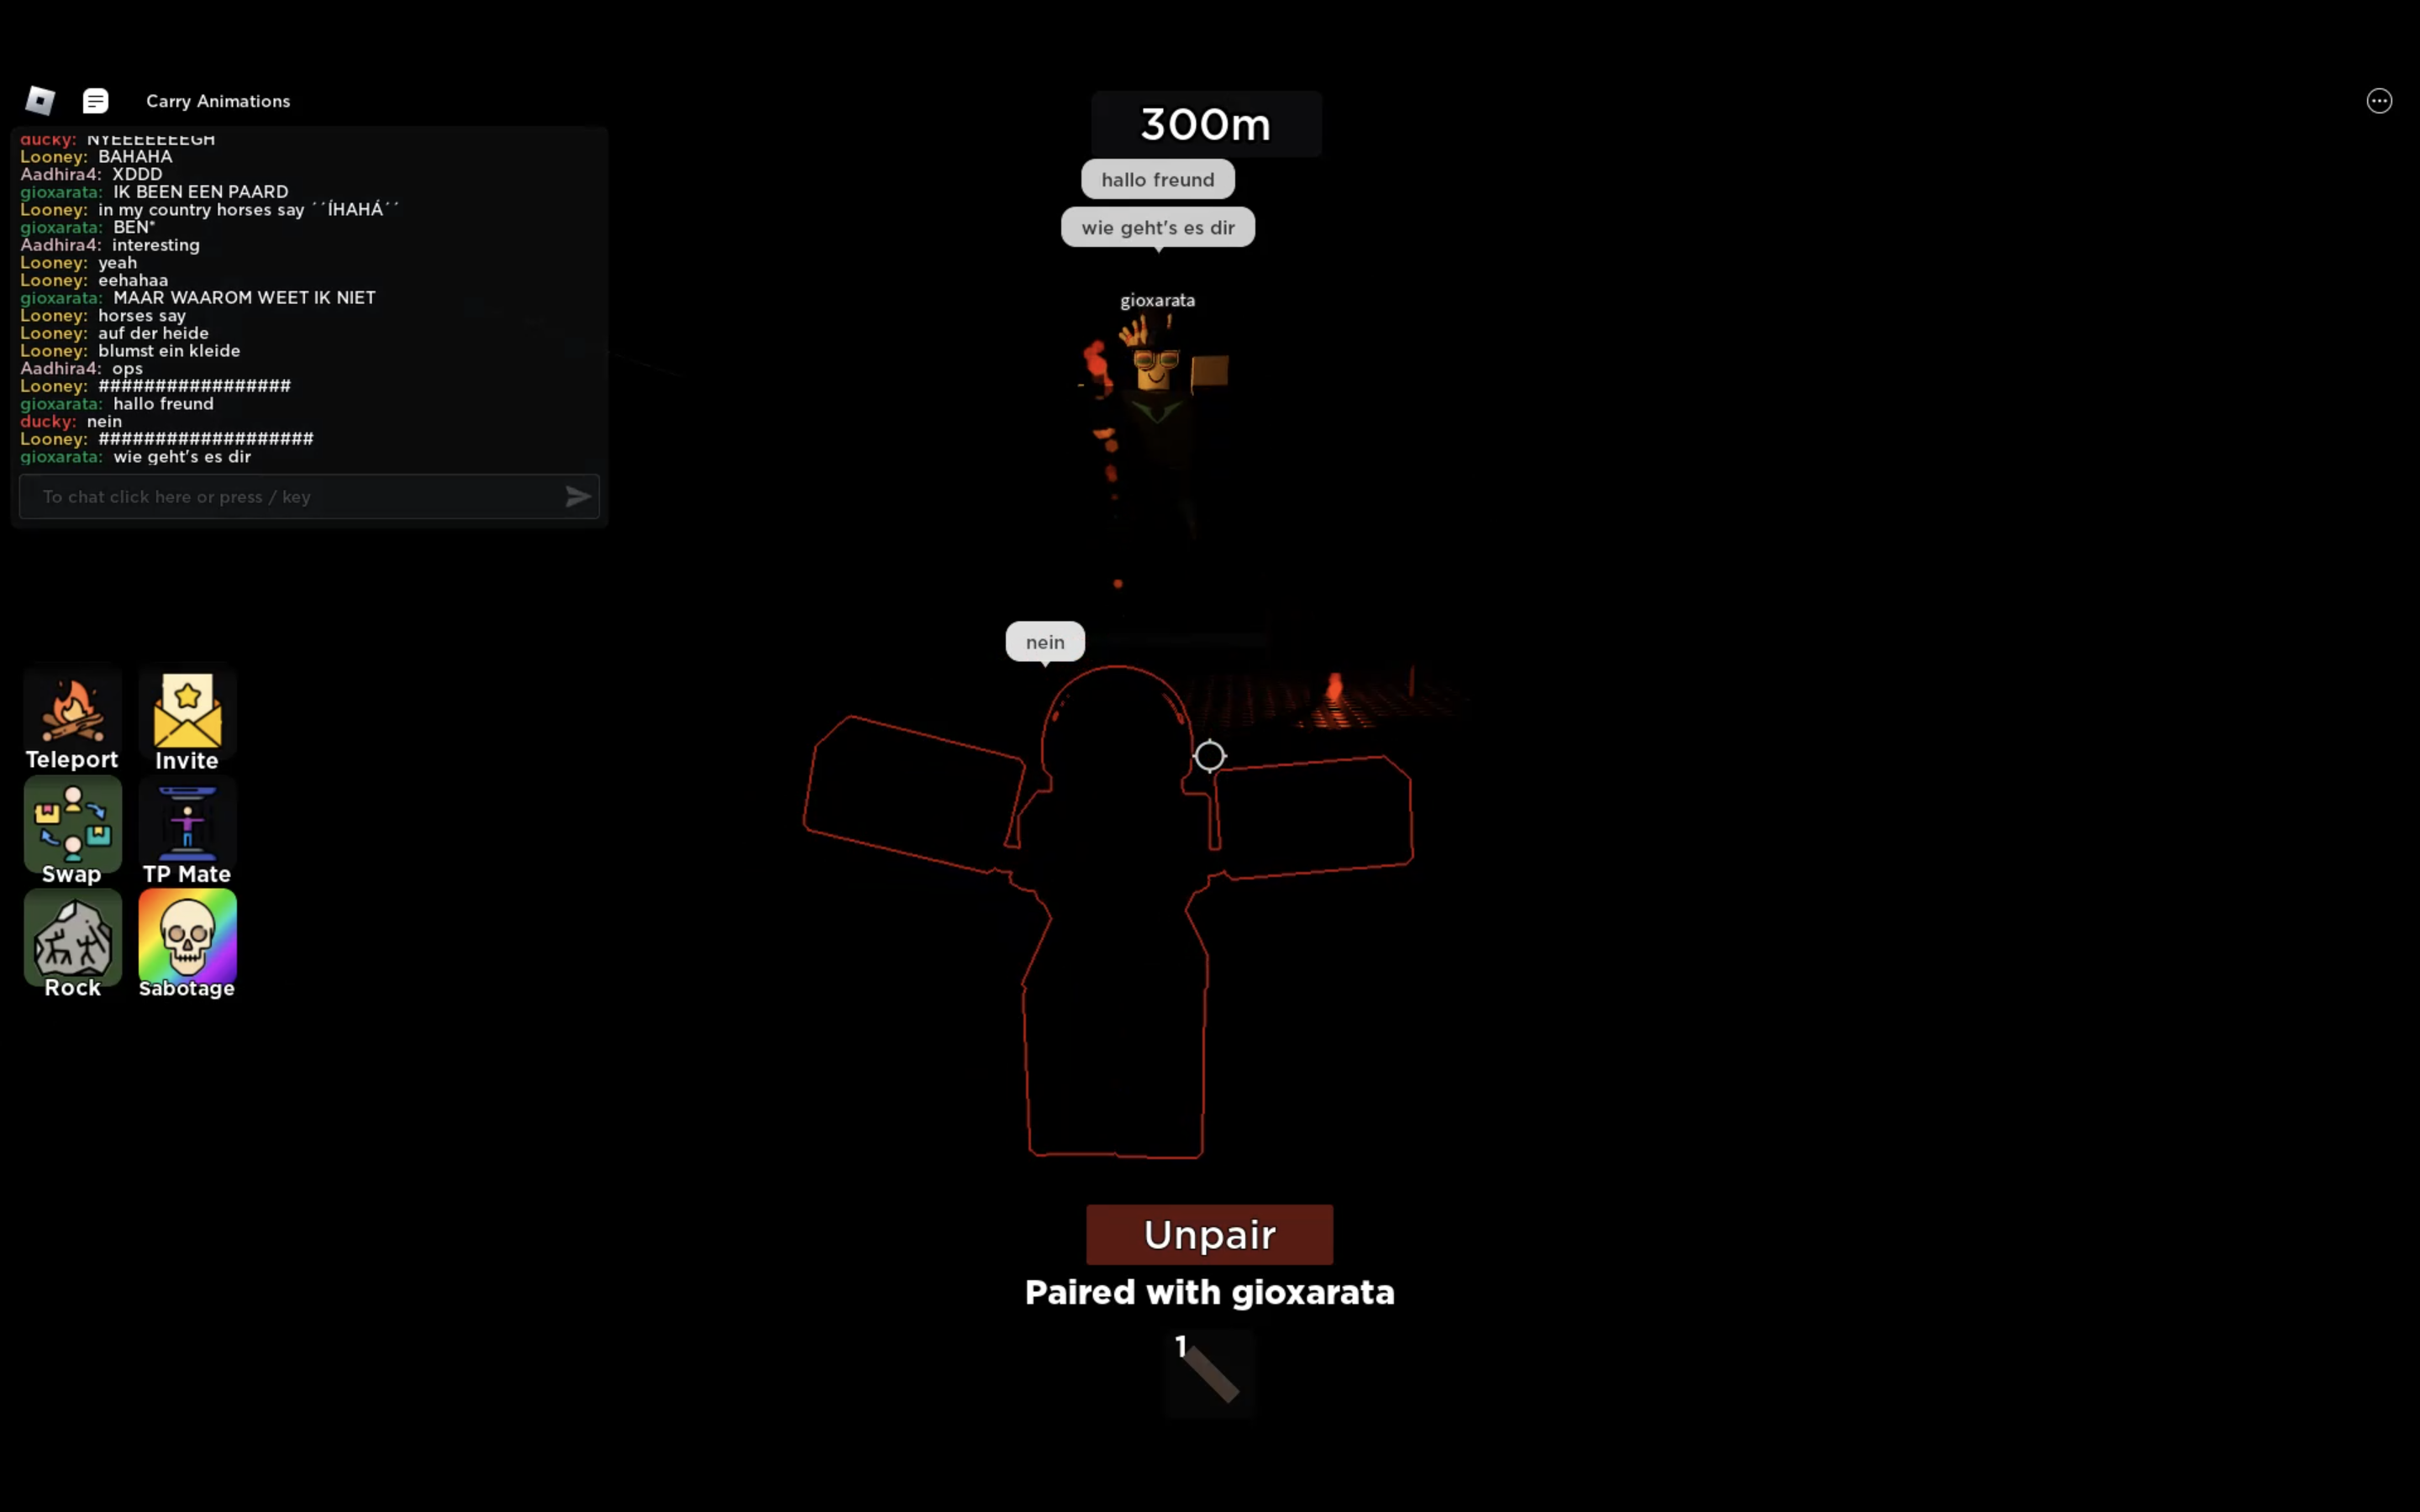 Carry Animations
300m
ducky: NYEEEEEEEGH
Looney: BAHAHA
Aadhira4: XDDD
gioxarata: IK BEEN EEN PAARD
Looney: in my country horses say ´´ÍHAHÁ´´
gioxarata: BEN*
Aadhira4: interesting
Looney: yeah
Looney: eehahaa
gioxarata: MAAR WAAROM WEET IK NIET
Looney: horses say
Looney: auf der heide
Looney: blumst ein kleide
Aadhira4: ops
Looney: #################
gioxarata: hallo freund
ducky: nein
Looney: ###################
gioxarata: wie geht's es dir
To chat click here or press / key
hallo freund
wie geht's es dir
gioxarata
nein
Teleport
Invite
Swap
TP Mate
Rock
Sabotage
Unpair
Paired with gioxarata
1